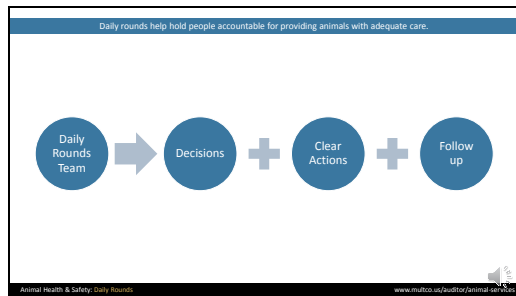 Daily rounds help hold people accountable for providing animals with adequate care.
Daily
Rounds
Team
Decisions
Clear
Actions
Follow
up
Animal Health & Safety: Daily Rounds
www.multco.us/auditor/animal-services